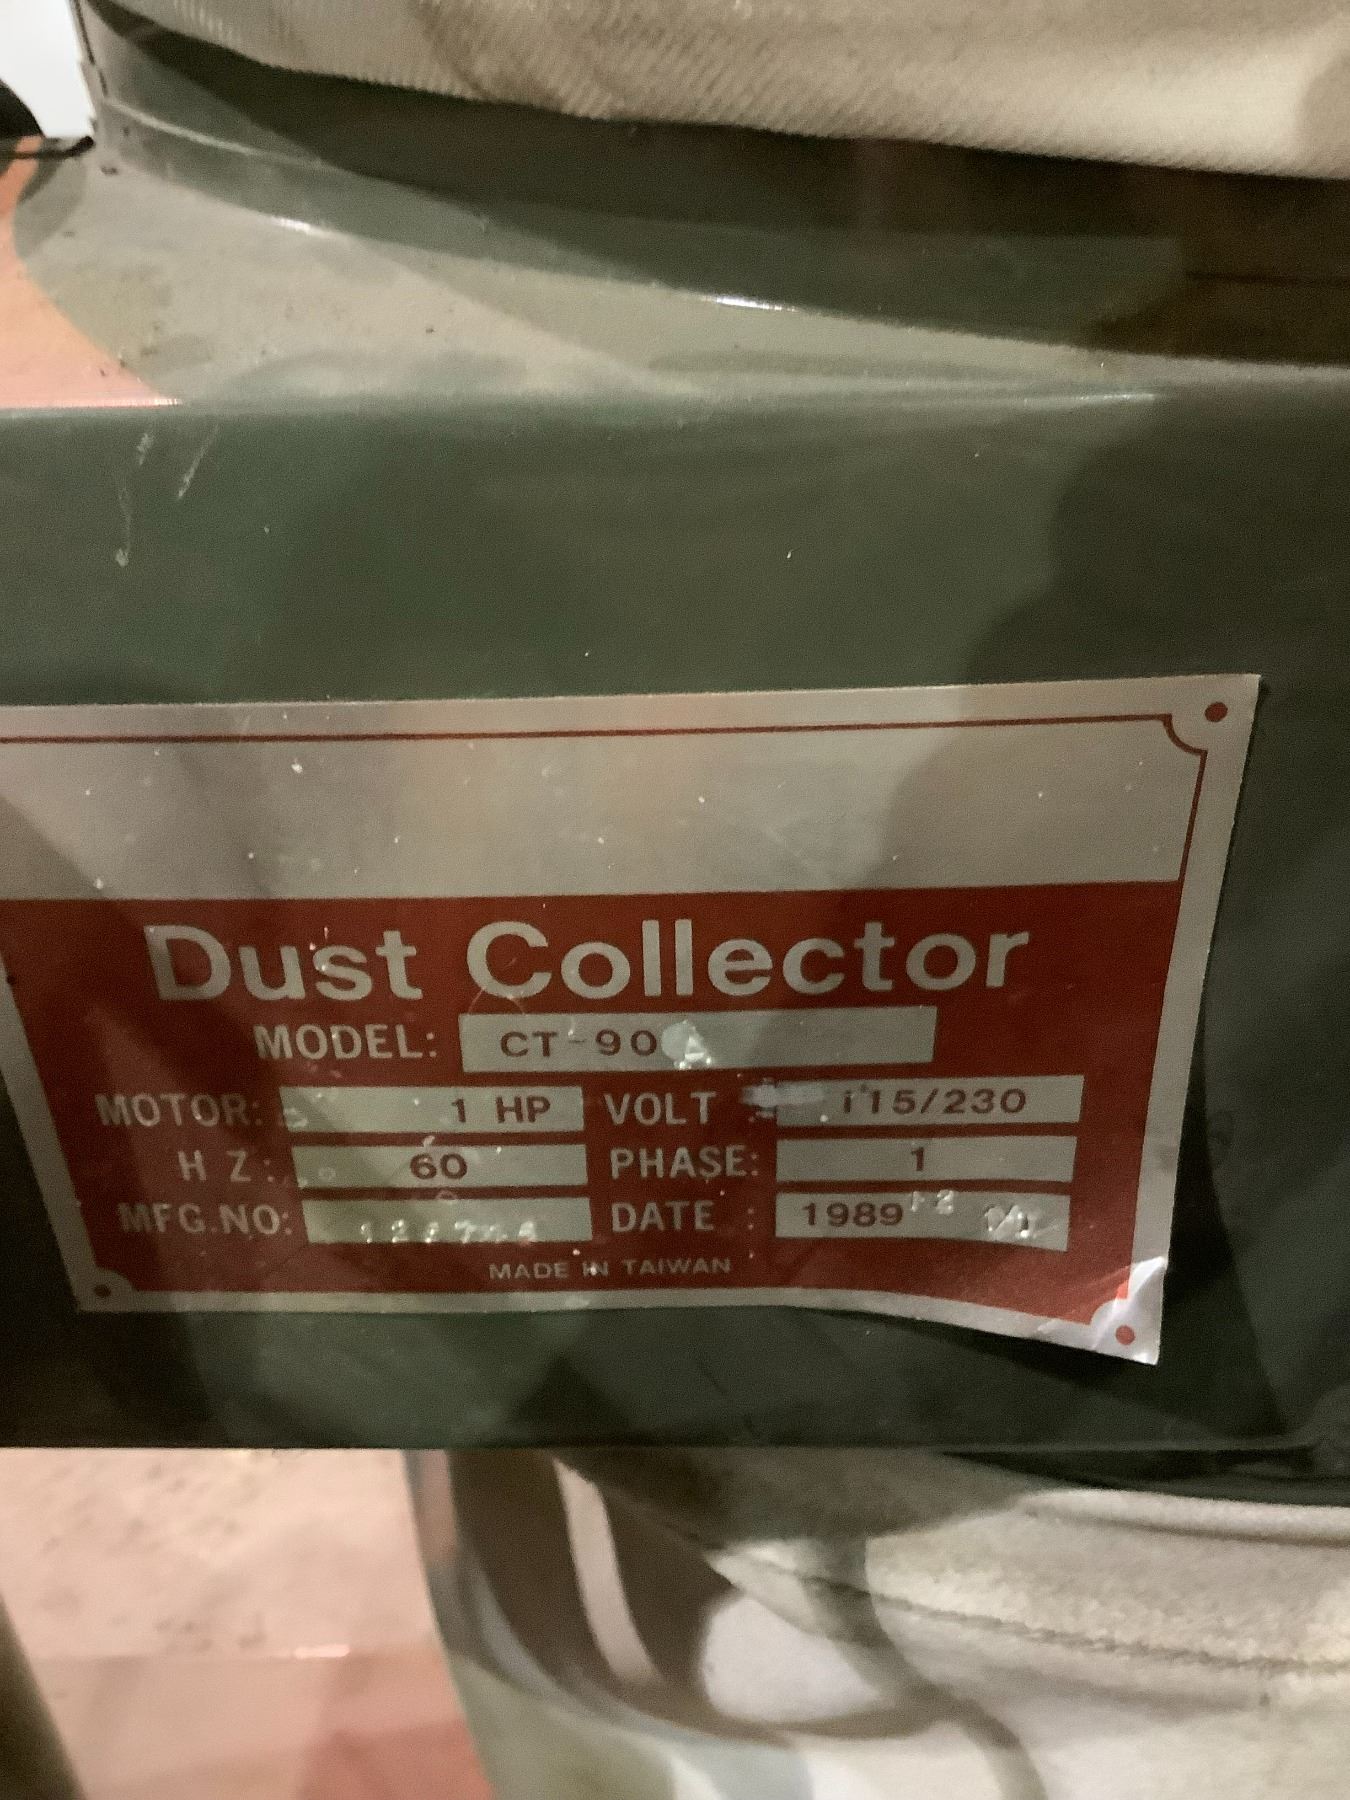 Dust Collector
MODEL: CT-90
MOTOR: 1 HP VOLT : 115/230
H Z: 60 PHASE: 1
MFG.NO: DATE : 1989
MADE IN TAIWAN